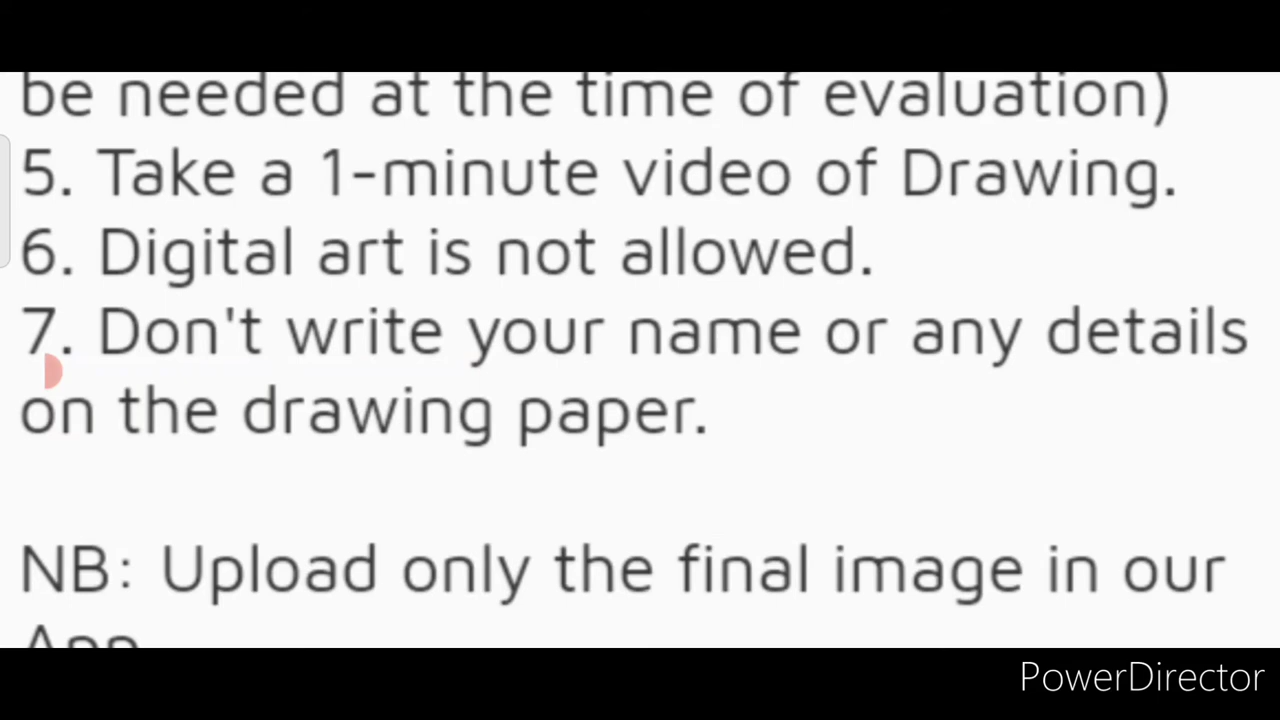 be needed at the time of evaluation)
5. Take a 1-minute video of Drawing.
6. Digital art is not allowed.
7. Don't write your name or any details
on the drawing paper.
NB: Upload only the final image in our
App
PowerDirector